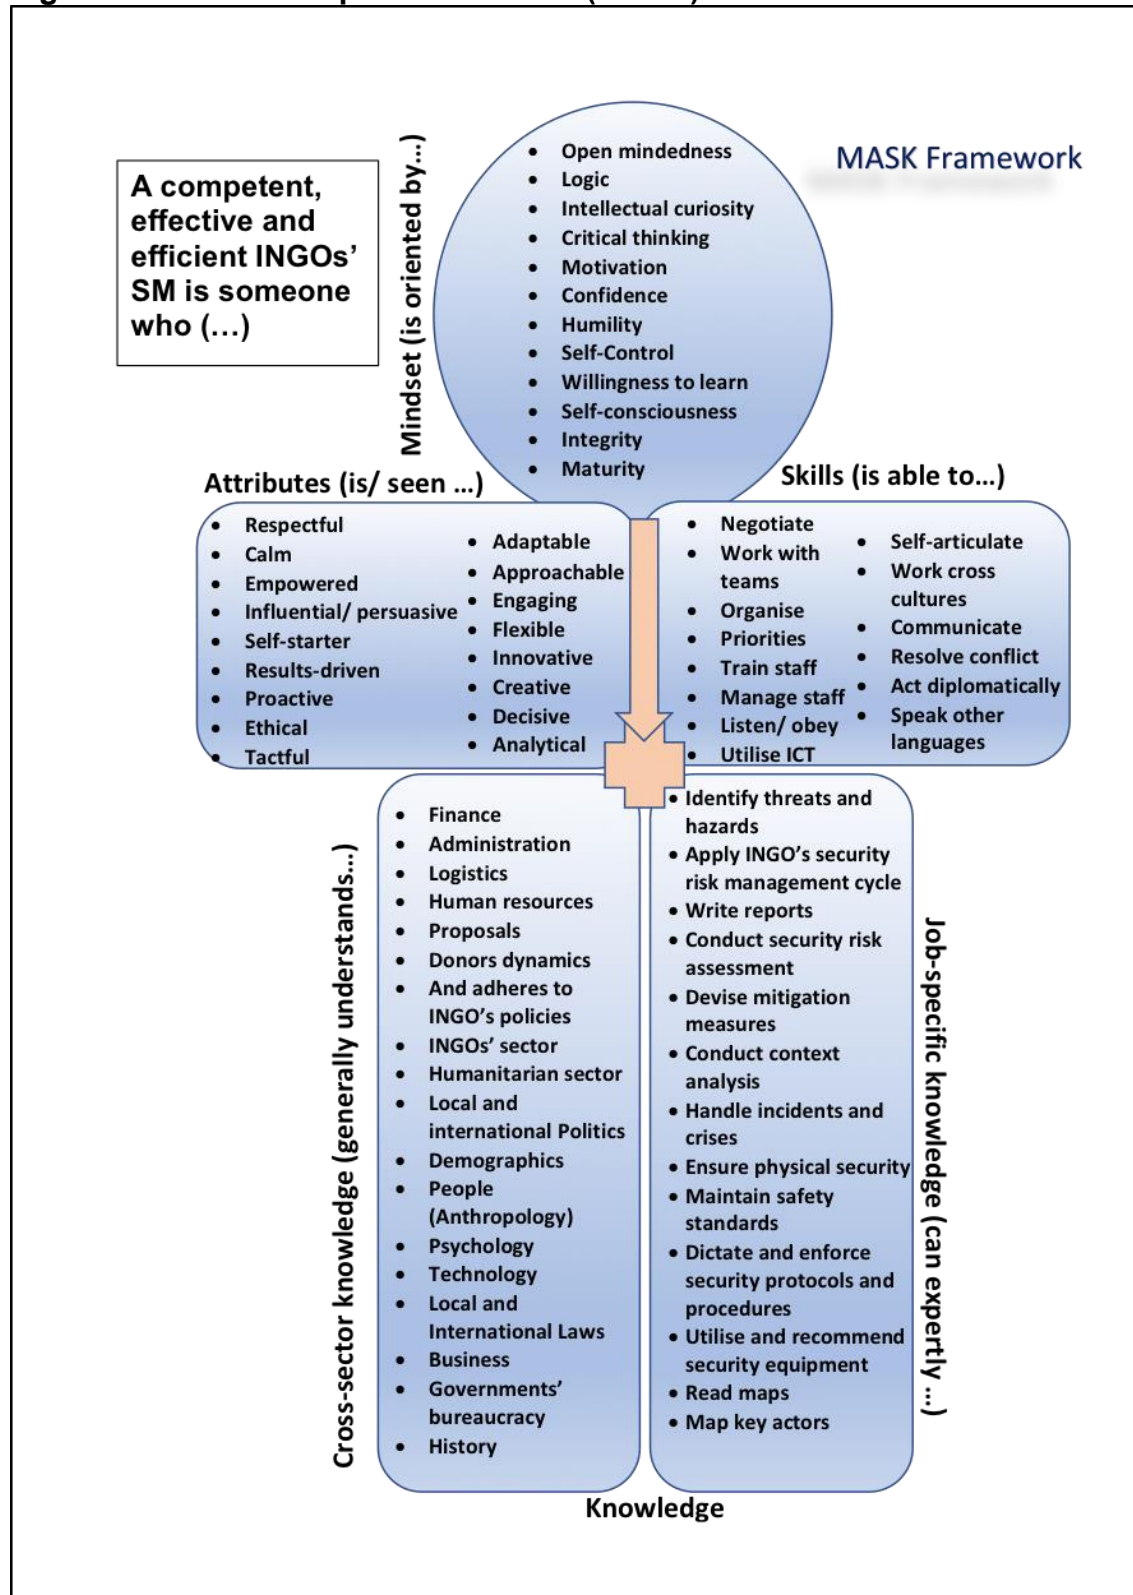 MASK Framework
A competent,
effective and
efficient INGOs'
SM is someone
who (…)
Mindset (is oriented by…)
• Open mindedness
• Logic
• Intellectual curiosity
• Critical thinking
• Motivation
• Confidence
• Humility
• Self-Control
• Willingness to learn
• Self-consciousness
• Integrity
• Maturity
Attributes (is/ seen …)
• Respectful
• Calm
• Empowered
• Influential/ persuasive
• Self-starter
• Results-driven
• Proactive
• Ethical
• Tactful
• Adaptable
• Approachable
• Engaging
• Flexible
• Innovative
• Creative
• Decisive
• Analytical
Skills (is able to…)
• Negotiate
• Work with
teams
• Organise
• Priorities
• Train staff
• Manage staff
• Listen/ obey
• Utilise ICT
• Self-articulate
• Work cross
cultures
• Communicate
• Resolve conflict
• Act diplomatically
• Speak other
languages
Cross-sector knowledge (generally understands…)
• Finance
• Administration
• Logistics
• Human resources
• Proposals
• Donors dynamics
• And adheres to
INGO's policies
• INGOs' sector
• Humanitarian sector
• Local and
international Politics
• Demographics
• People
(Anthropology)
• Psychology
• Technology
• Local and
International Laws
• Business
• Governments'
bureaucracy
• History
• Identify threats and
hazards
• Apply INGO's security
risk management cycle
• Write reports
• Conduct security risk
assessment
• Devise mitigation
measures
• Conduct context
analysis
• Handle incidents and
crises
• Ensure physical security
• Maintain safety
standards
• Dictate and enforce
security protocols and
procedures
• Utilise and recommend
security equipment
• Read maps
• Map key actors
Job-specific knowledge (can expertly …)
Knowledge